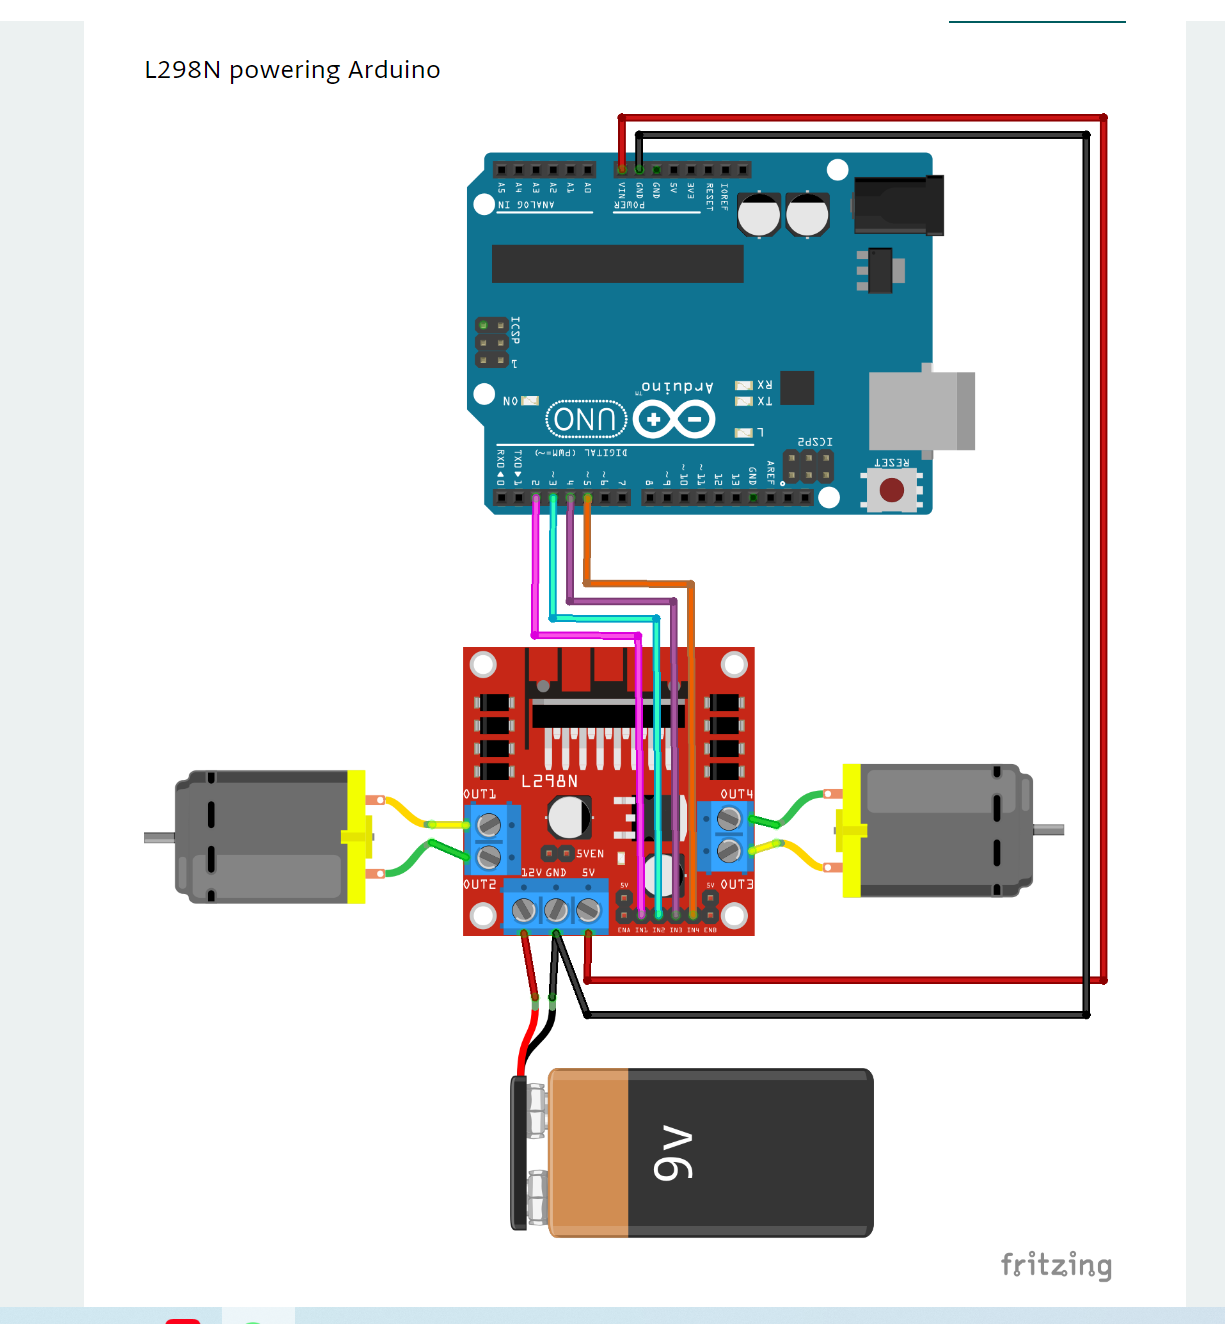 L298N powering Arduino
A5 A4 A3 A2 A1 A0 VIN GND GND 5V 3V3 RESET IOREF
ANALOG IN POWER
ICSP
1
Arduino™
RX
ON UNO TX
L
DIGITAL (PWM=~) ICSP2
RESET
RX0 TX0 AREF
0 1 2 ~3 4 ~5 ~6 7 8 ~9 ~10 ~11 12 13 GND
L298N
OUT1 OUT4
5VEN
12V GND 5V
OUT2 OUT3
5V 5V
ENA IN1 IN2 IN3 IN4 ENB
9v
fritzing